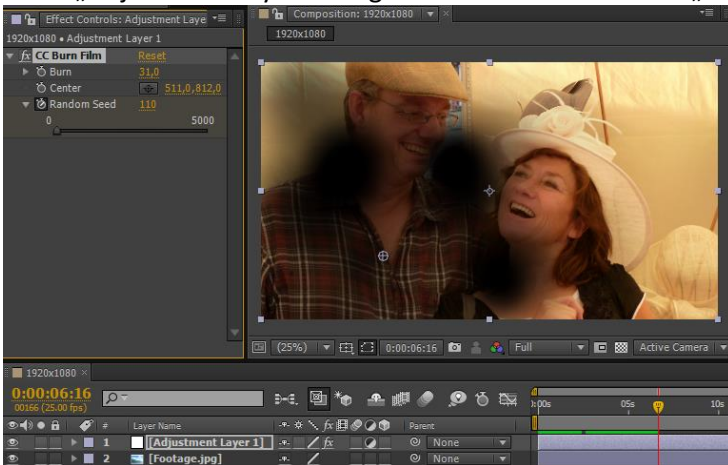 Effect Controls: Adjustment Laye
Composition: 1920x1080
1920x1080
1920x1080 • Adjustment Layer 1
fx CC Burn Film Reset
Burn 31,0
Center 511,0,812,0
Random Seed 110
0 5000
(25%) 0:00:06:16 Full Active Camera
1920x1080
0:00:06:16
00166 (25.00 fps)
00s 05s 10s
# Layer Name fx Parent
1 [Adjustment Layer 1] fx None
2 [Footage.jpg] None